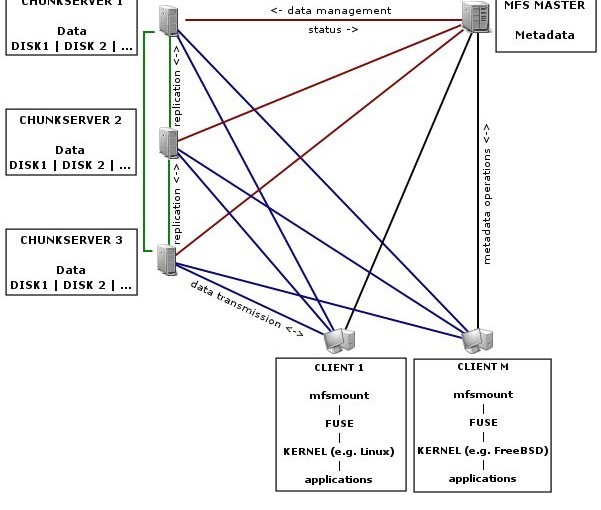 CHUNKSERVER 1
Data
DISK1 | DISK 2 | ...
<- data management
status ->
MFS MASTER
Metadata
replication <->
CHUNKSERVER 2
Data
DISK1 | DISK 2 | ...
replication <->
metadata operations <->
CHUNKSERVER 3
Data
DISK1 | DISK 2 | ...
data transmission <->
CLIENT 1
mfsmount
|
FUSE
|
KERNEL (e.g. Linux)
|
applications
CLIENT M
mfsmount
|
FUSE
|
KERNEL (e.g. FreeBSD)
|
applications